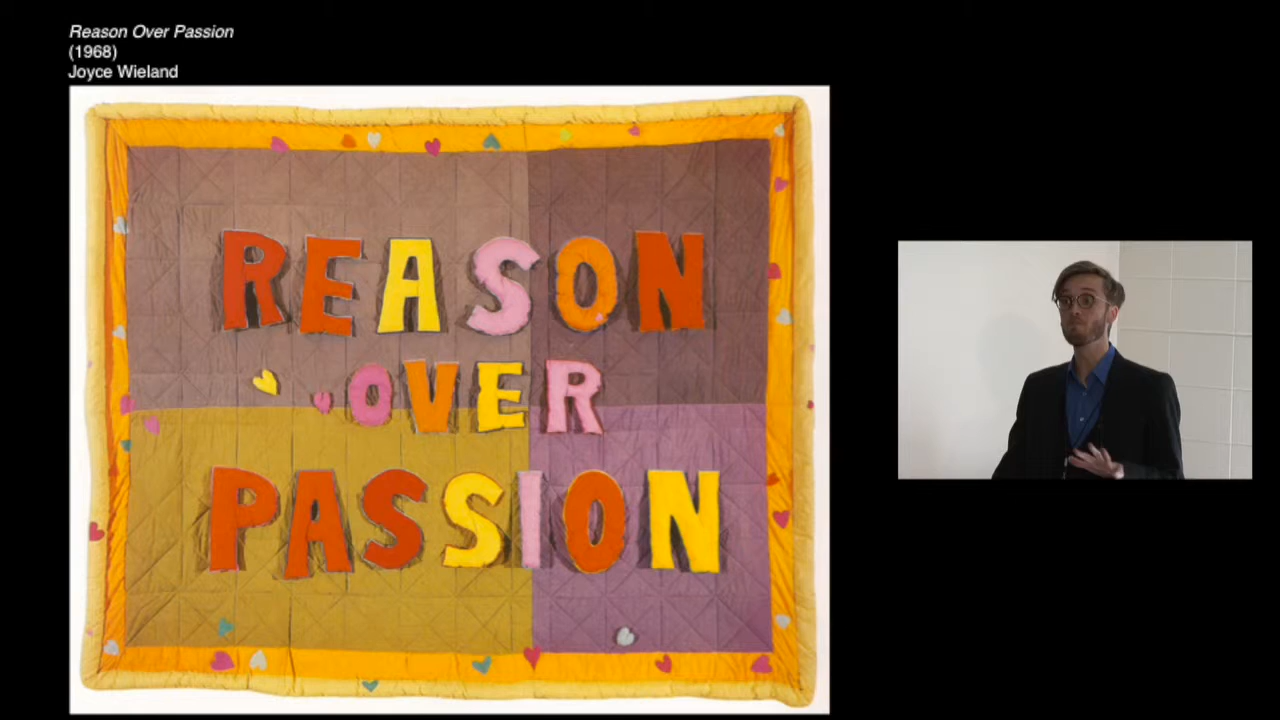 Reason Over Passion
(1968)
Joyce Wieland
REASON
OVER
PASSION